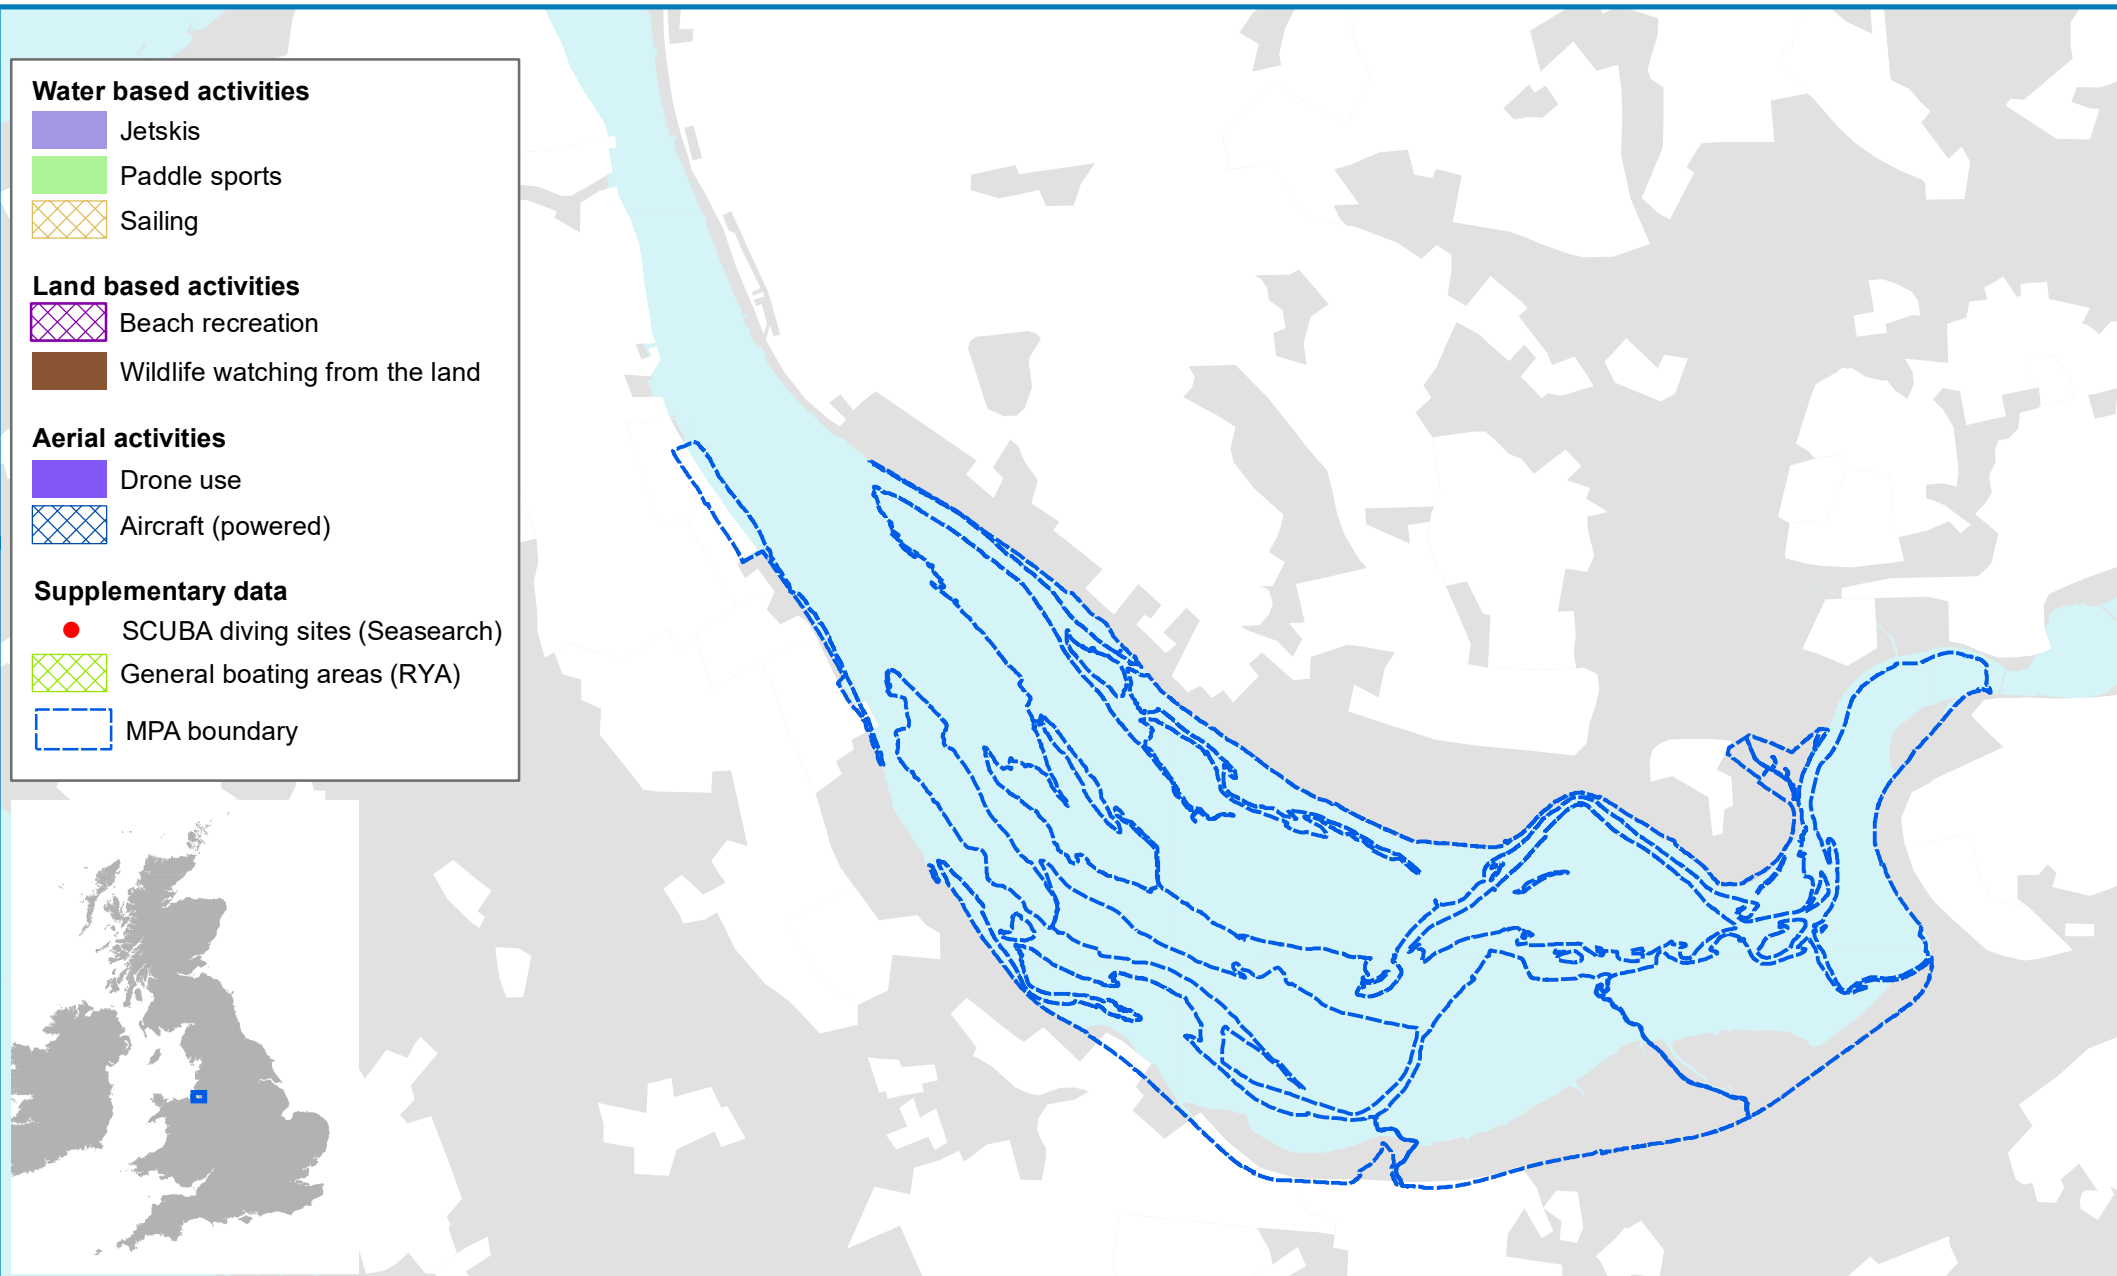 Water based activities
Jetskis
Paddle sports
Sailing
Land based activities
Beach recreation
Wildlife watching from the land
Aerial activities
Drone use
Aircraft (powered)
Supplementary data
SCUBA diving sites (Seasearch)
General boating areas (RYA)
MPA boundary